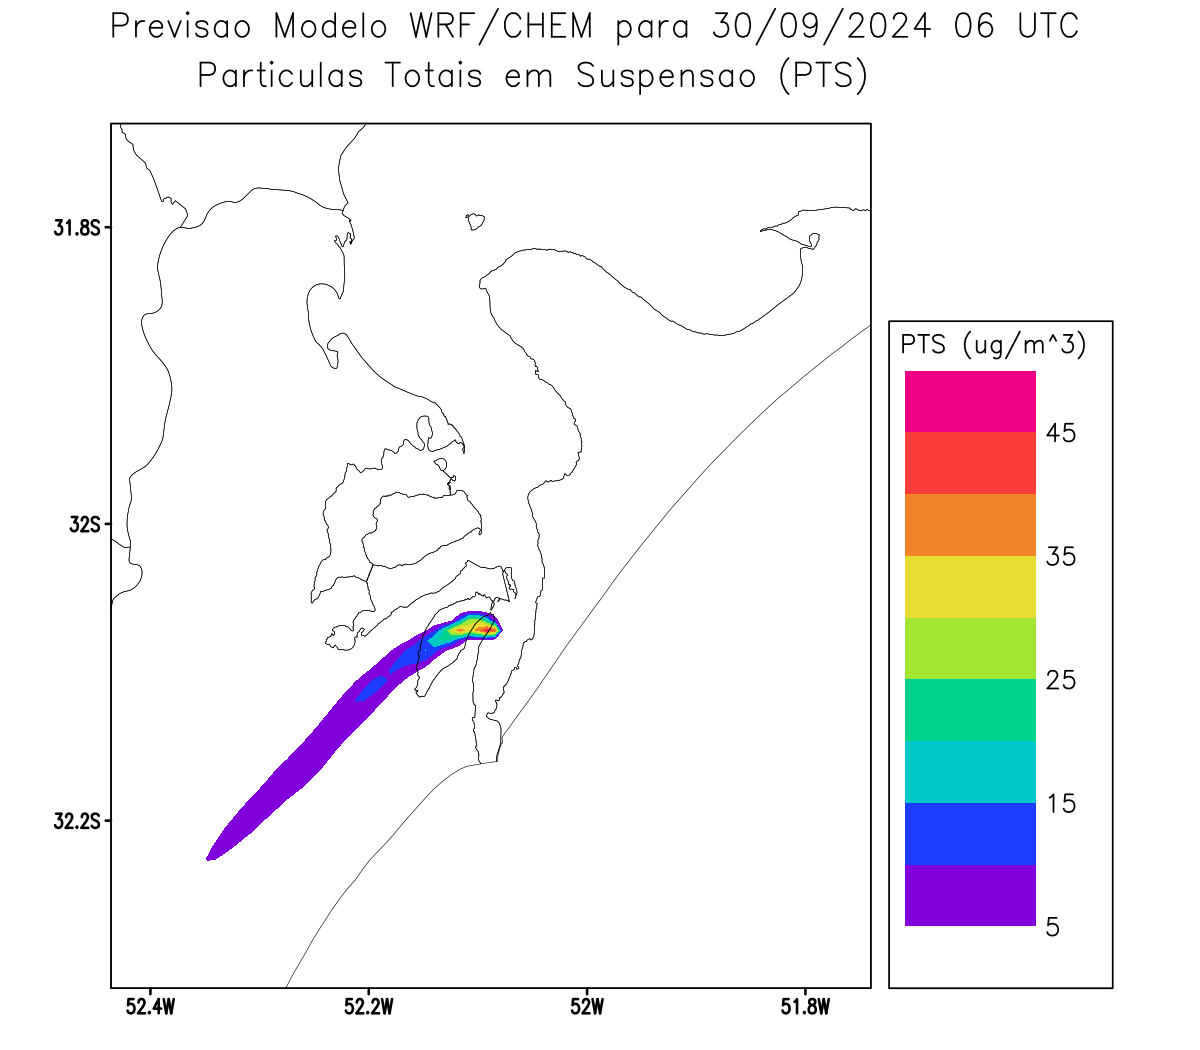 Previsao Modelo WRF/CHEM para 30/09/2024 06 UTC
Particulas Totais em Suspensao (PTS)
31.8S
32S
32.2S
52.4W
52.2W
52W
51.8W
PTS (ug/m^3)
45
35
25
15
5